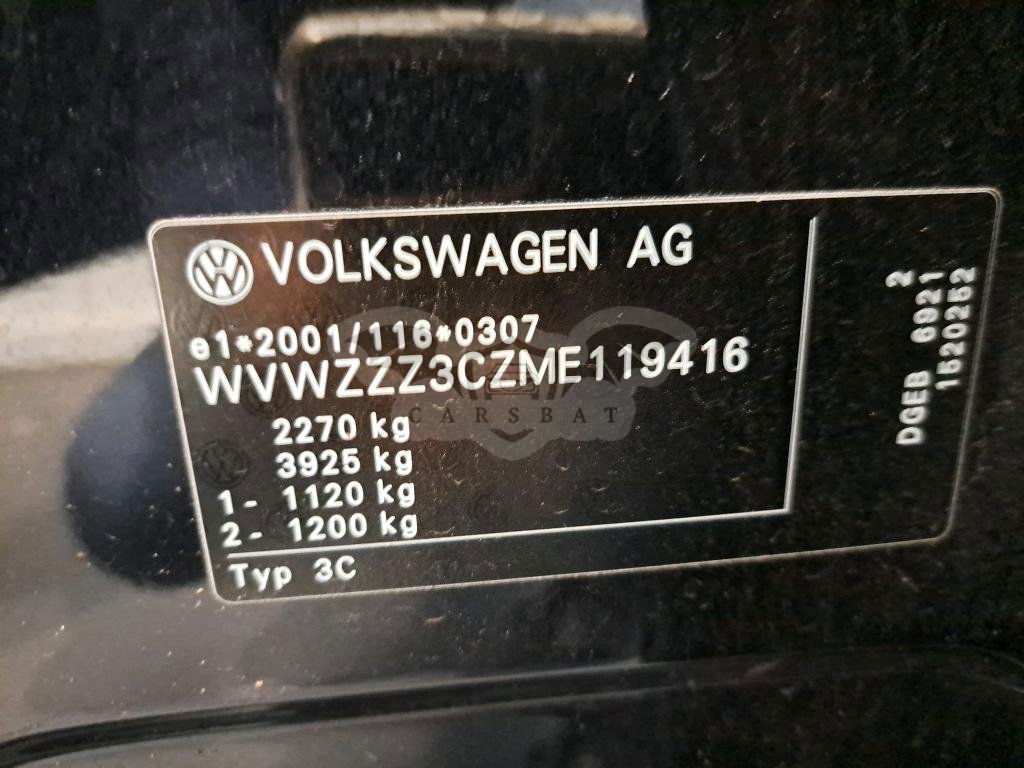 VOLKSWAGEN AG
e1*2001/116*0307
WVWZZZ3CZME119416
2270 kg
3925 kg
1- 1120 kg
2- 1200 kg
Typ 3C
2
DGEB 6921
1520252
CARSBAT